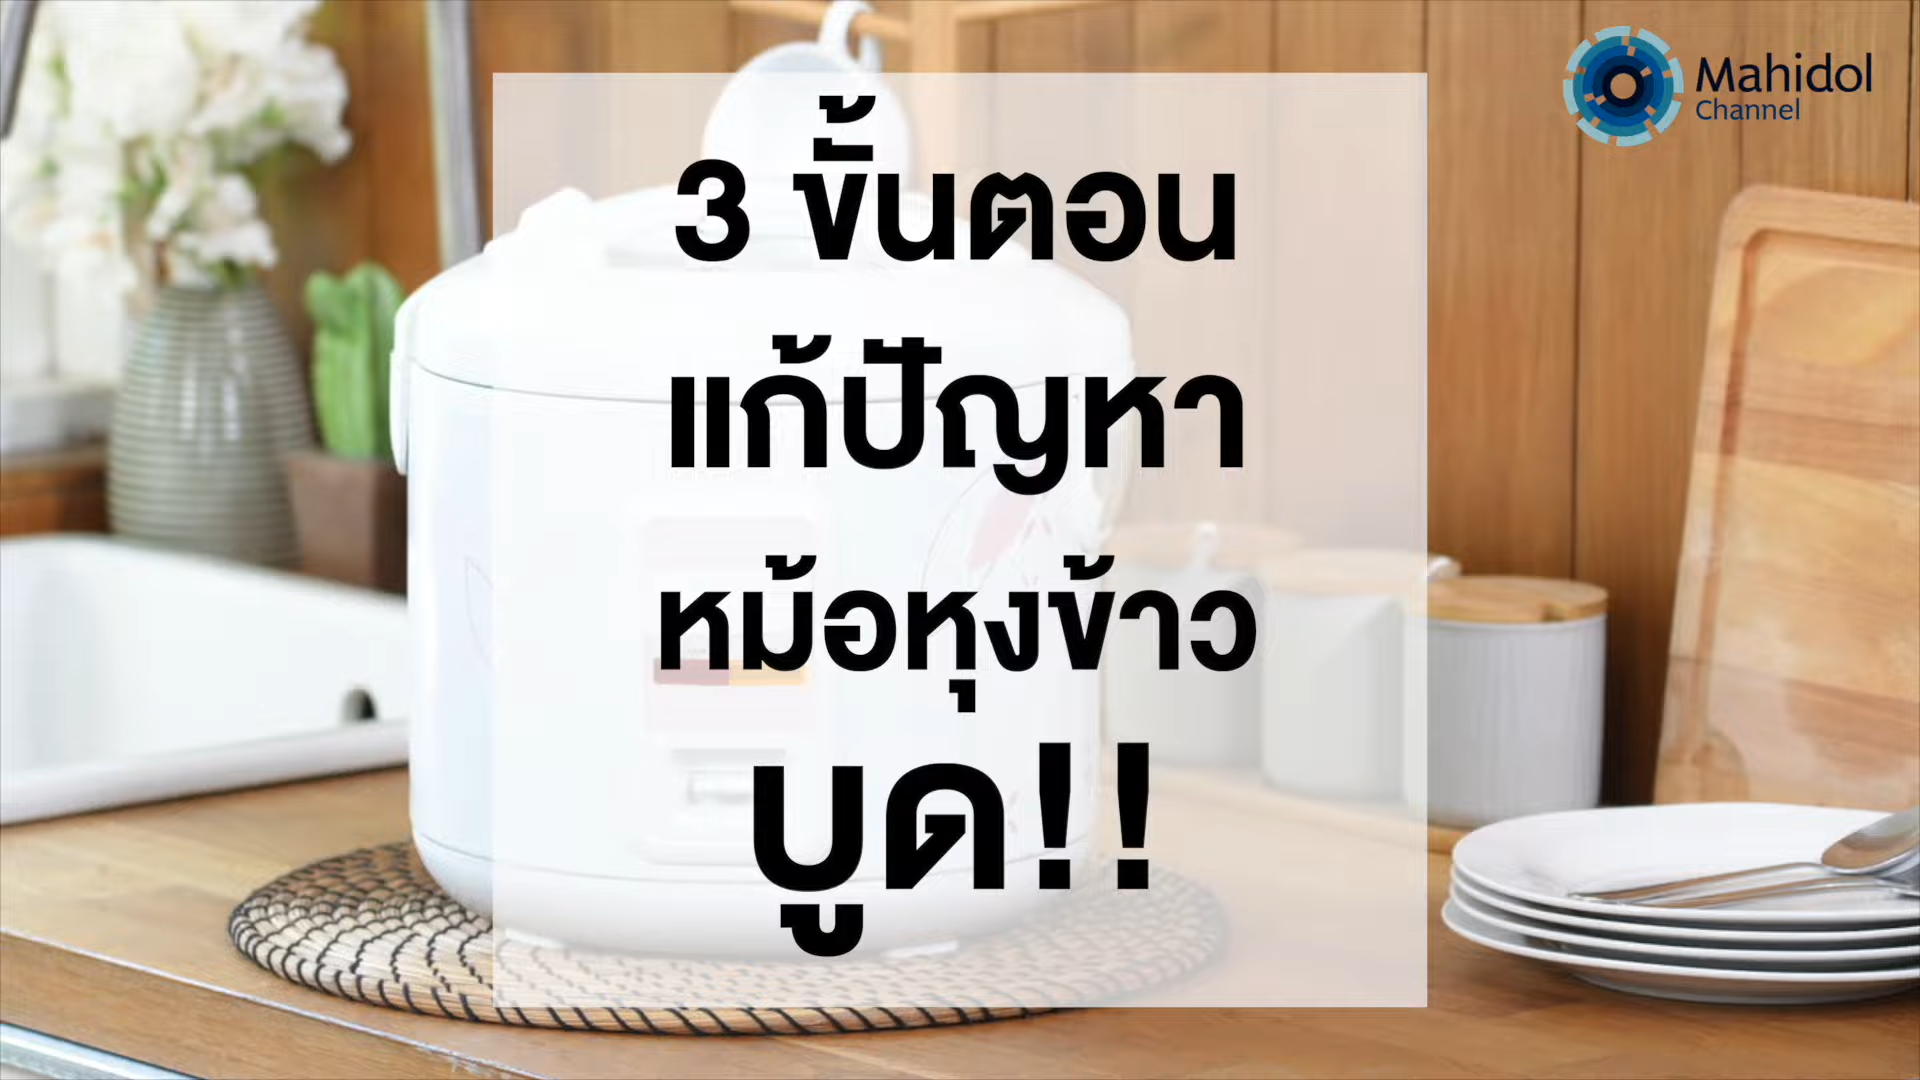 Mahidol
Channel
3 ขั้นตอน
แก้ปัญหา
หม้อหุงข้าว
บูด!!